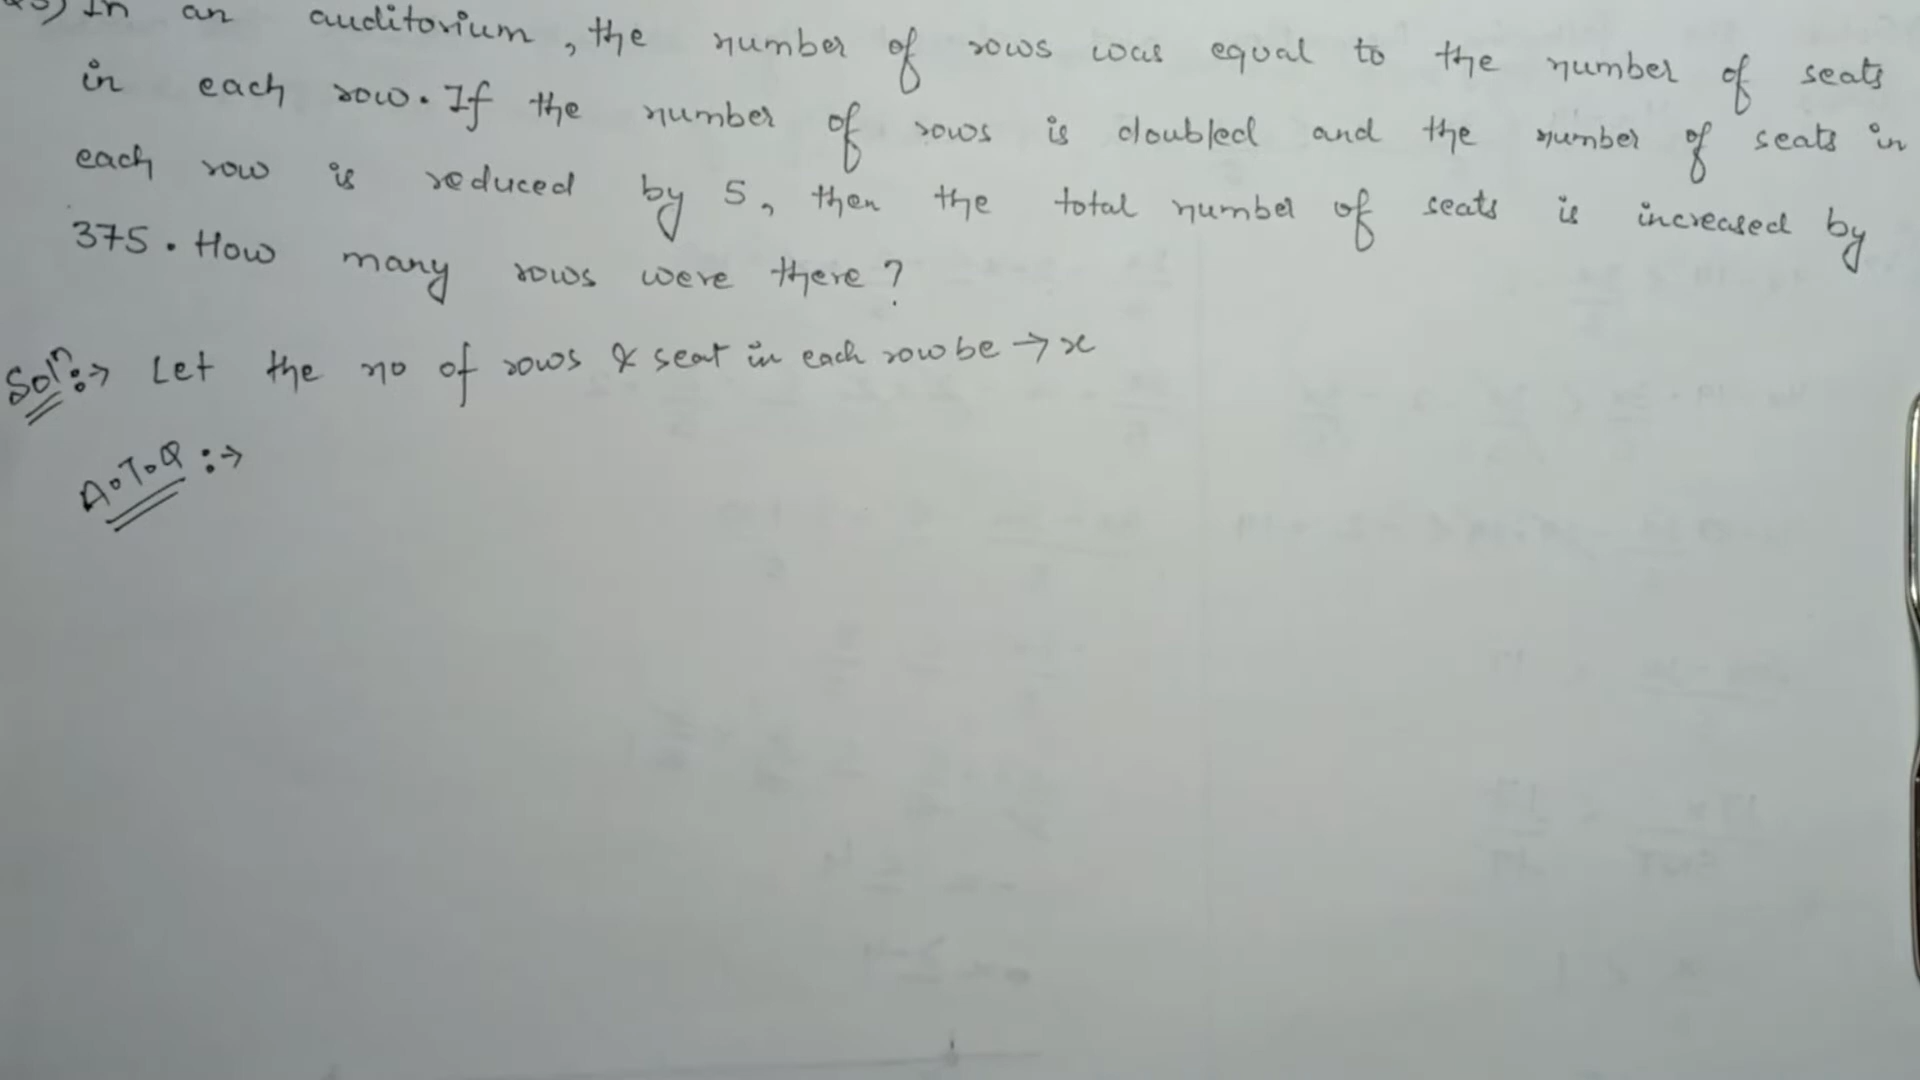 In an auditorium, the number of rows was equal to the number of seats
in each row. If the number of rows is doubled and the number of seats in
each row is reduced by 5, then the total number of seats is increased by
375. How many rows were there?
Solⁿ:→ Let the no of rows & seat in each row be → x
A.T.Q :→